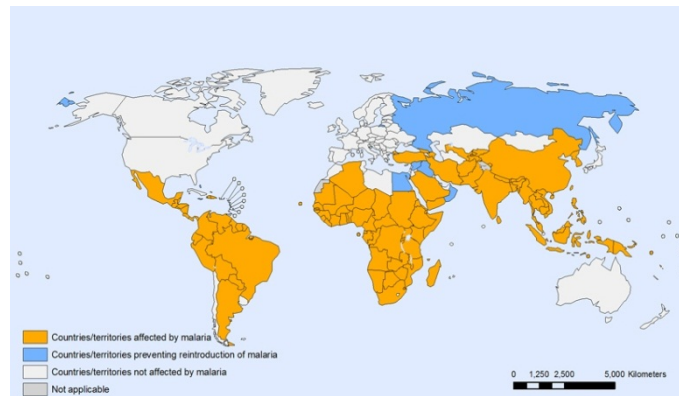 Countries/territories affected by malaria
Countries/territories preventing reintroduction of malaria
Countries/territories not affected by malaria
Not applicable
0 1,250 2,500 5,000 Kilometers